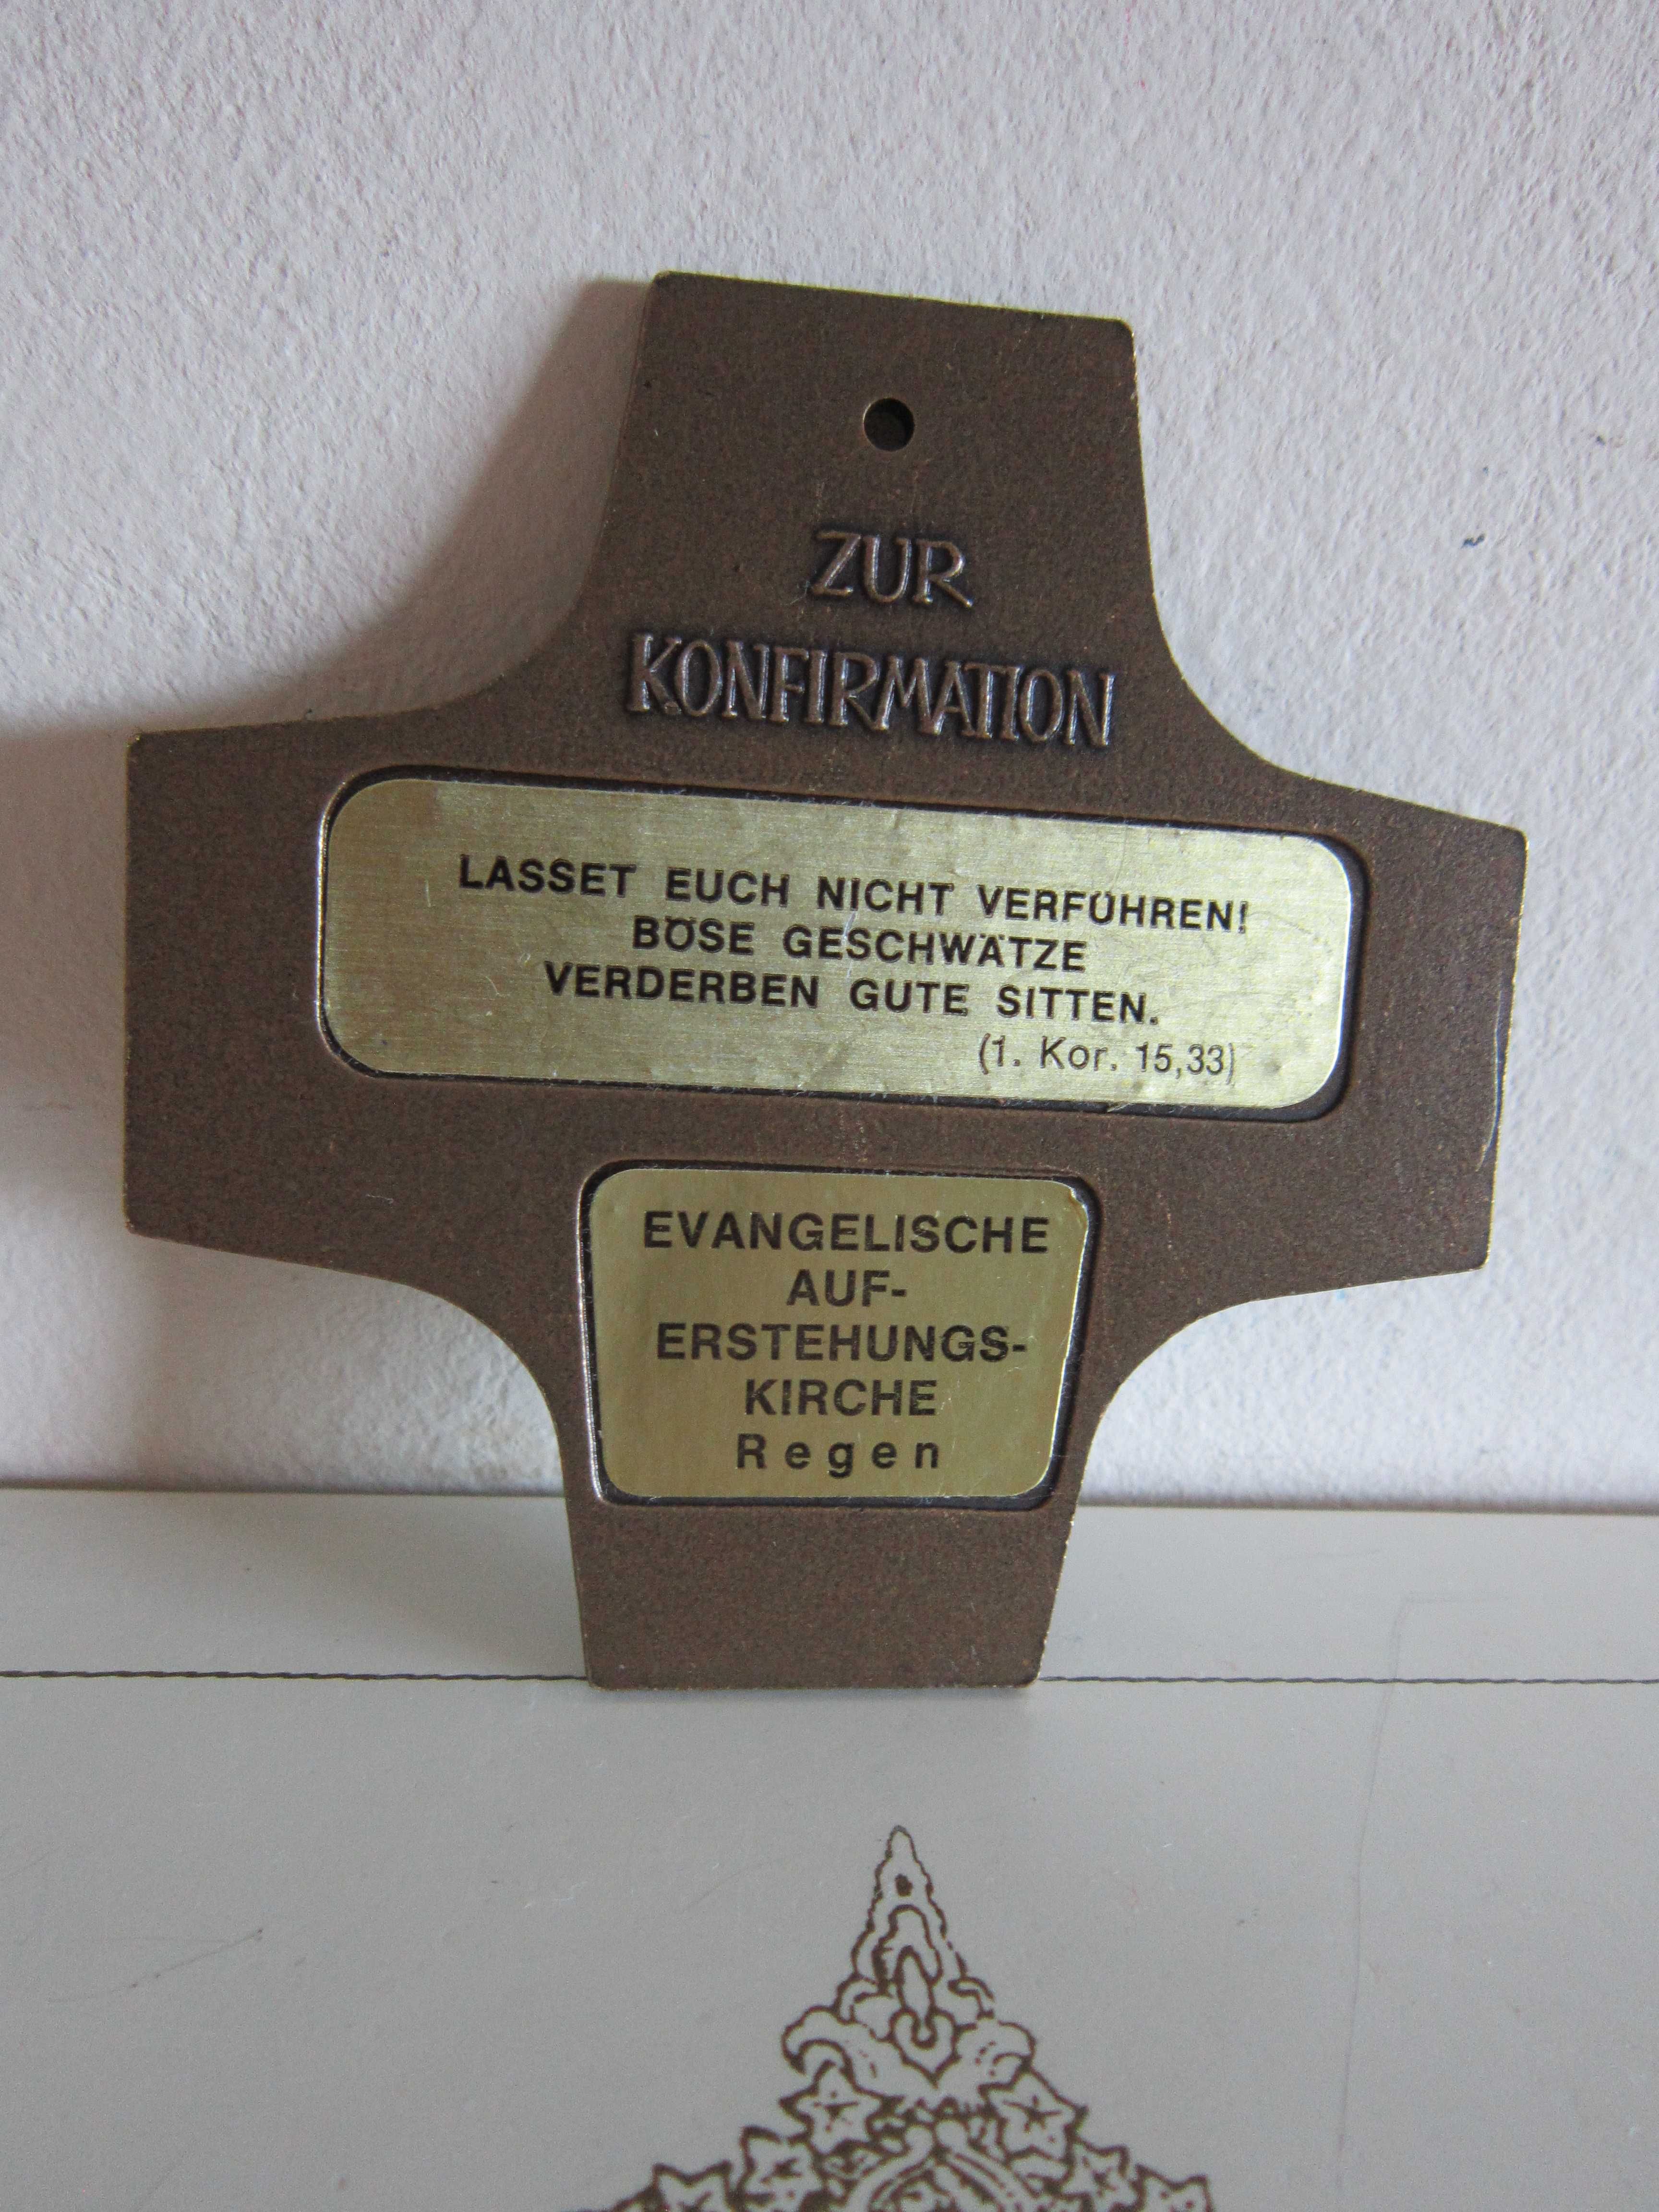 ZUR
KONFIRMATION
LASSET EUCH NICHT VERFÜHREN!
BÖSE GESCHWÄTZE
VERDERBEN GUTE SITTEN.
(1. Kor. 15,33)
EVANGELISCHE
AUF-
ERSTEHUNGS-
KIRCHE
Regen